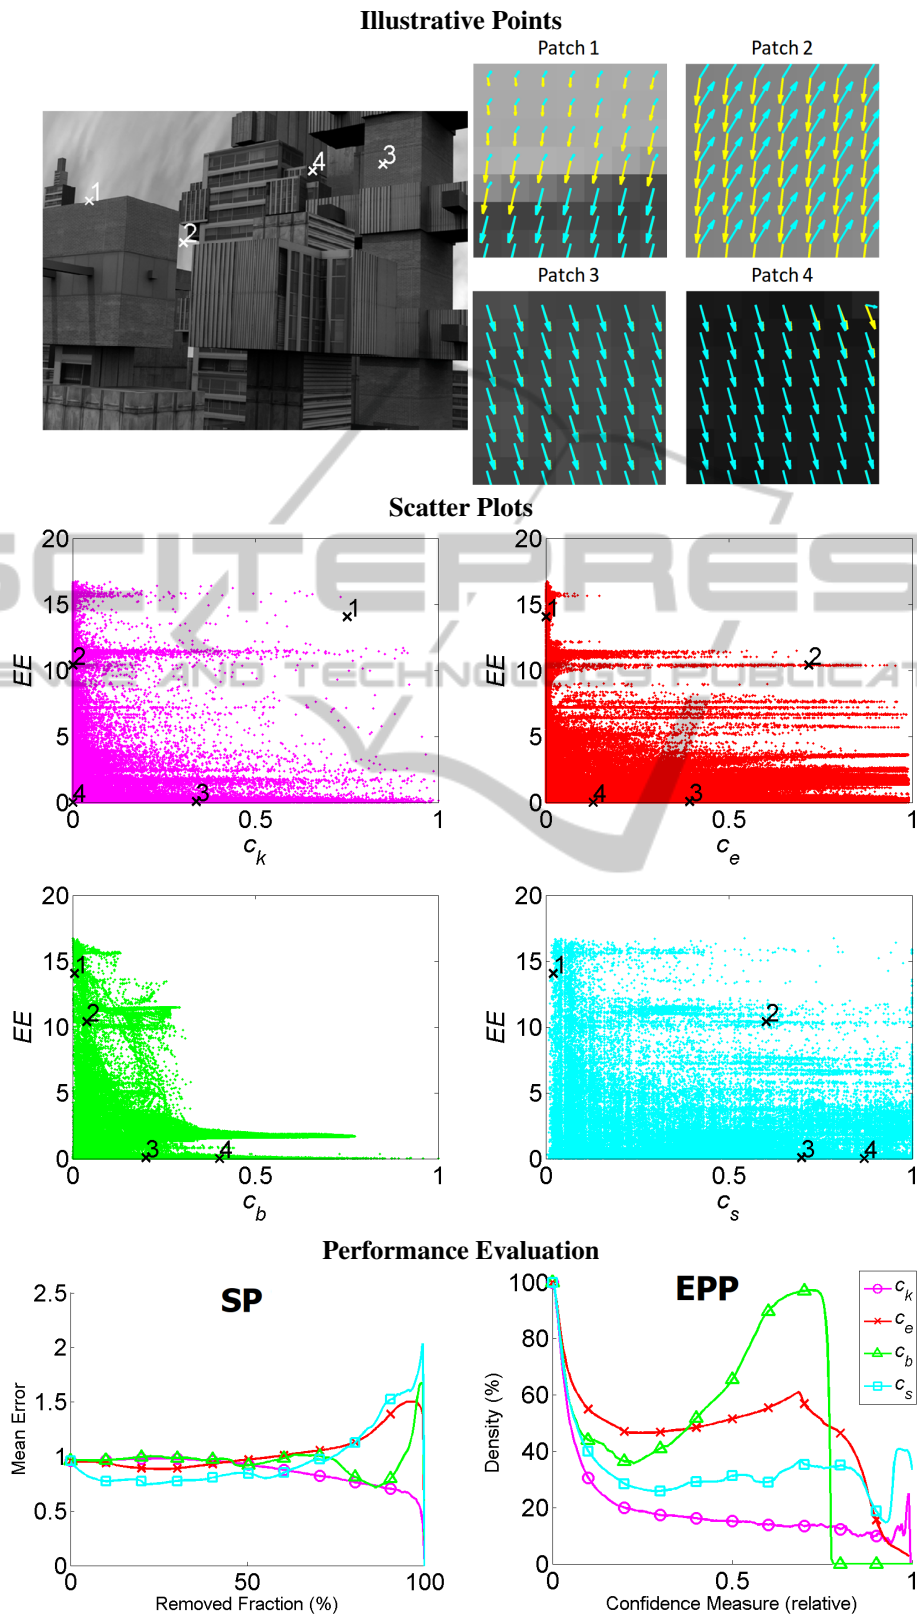 Illustrative Points
Patch 1
Patch 2
1
2
3
4
Patch 3
Patch 4
Scatter Plots
SCITEPRESS
SCIENCE AND TECHNOLOGY PUBLICATIONS
20
15
10
5
0
EE
1
2
3
4
0
0.5
1
c_k
20
15
10
5
0
EE
1
2
3
4
0
0.5
1
c_e
20
15
10
5
0
EE
1
2
3
4
0
0.5
1
c_b
20
15
10
5
0
EE
1
2
3
4
0
0.5
1
c_s
Performance Evaluation
SP
2.5
2
1.5
1
0.5
0
Mean Error
0
50
100
Removed Fraction (%)
EPP
100
80
60
40
20
0
Density (%)
0
0.5
1
Confidence Measure (relative)
c_k
c_e
c_b
c_s